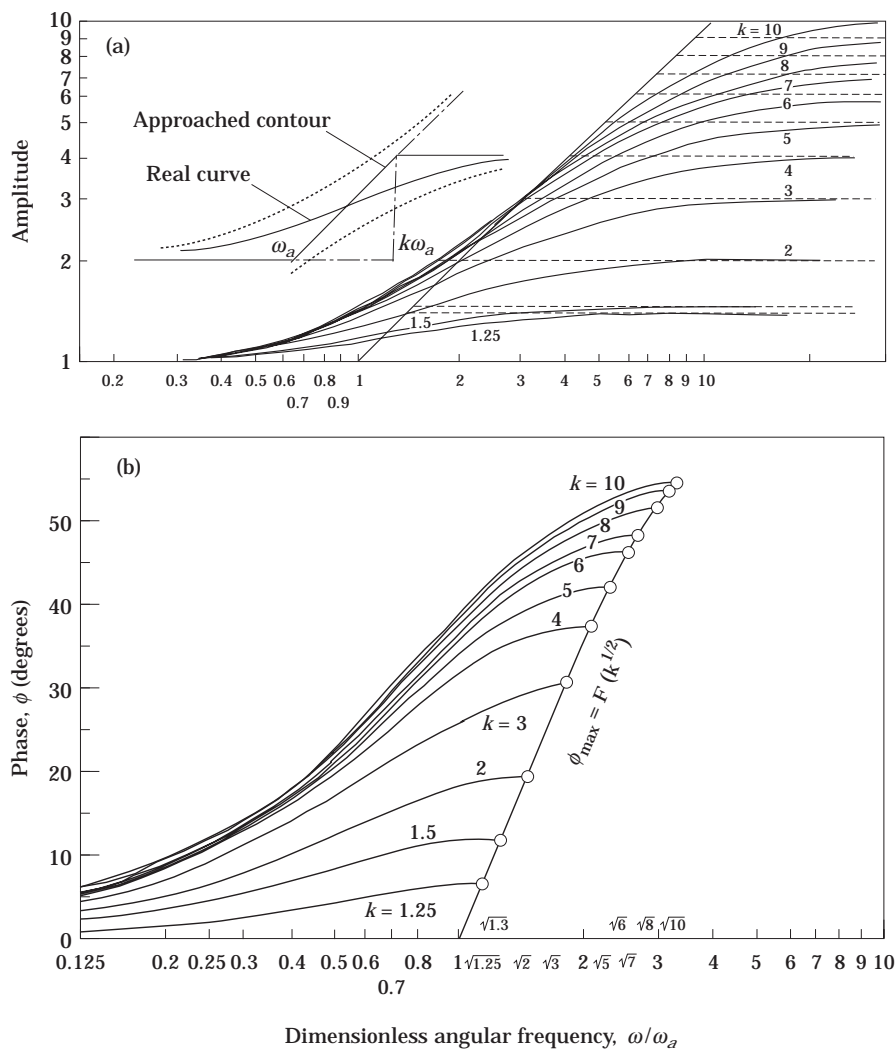 (a)
Amplitude
10
9
8
7
6
5
4
3
2
1
Approached contour
Real curve
ωₐ
kωₐ
k = 10
9
8
7
6
5
4
3
2
1.5
1.25
0.2 0.3 0.4 0.5 0.6 0.8 1 2 3 4 5 6 7 8 9 10
0.7 0.9
(b)
Phase, ϕ (degrees)
50
40
30
20
10
0
k = 10
9
8
7
6
5
4
k = 3
2
1.5
k = 1.25
ϕmax = F (k^1/2)
√1.3 √6 √8 √10
0.125 0.2 0.25 0.3 0.4 0.5 0.6 0.8 1 √1.25 √2 √3 2 √5 √7 3 4 5 6 7 8 9 10
0.7
Dimensionless angular frequency, ω/ωₐ